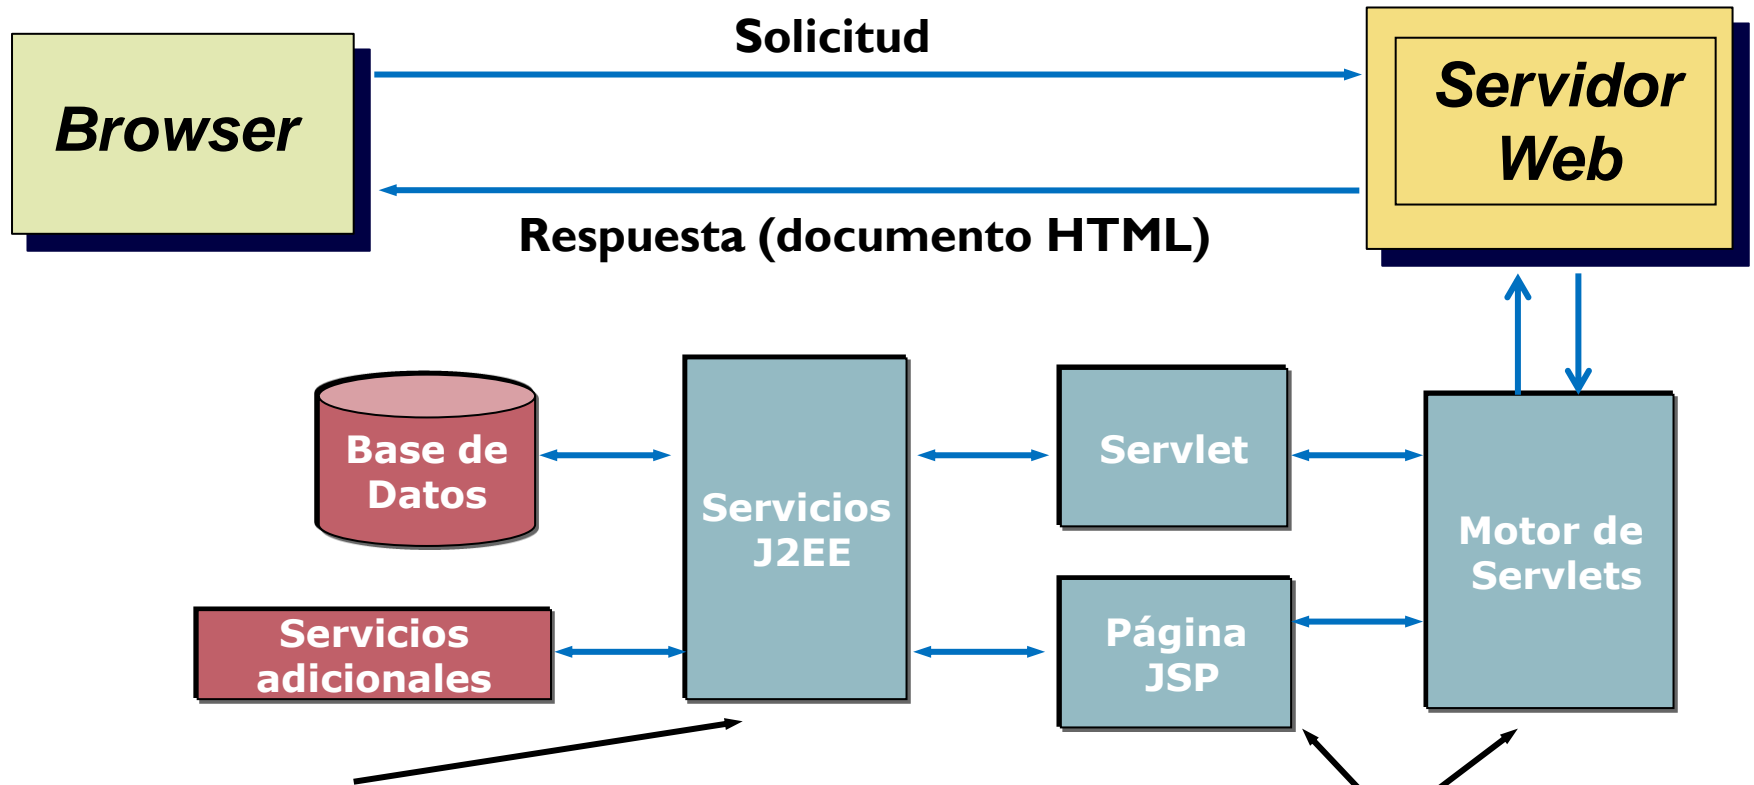 Solicitud
Browser
Servidor
Web
Respuesta (documento HTML)
Base de
Datos
Servicios
J2EE
Servlet
Motor de
Servlets
Servicios
adicionales
Página
JSP